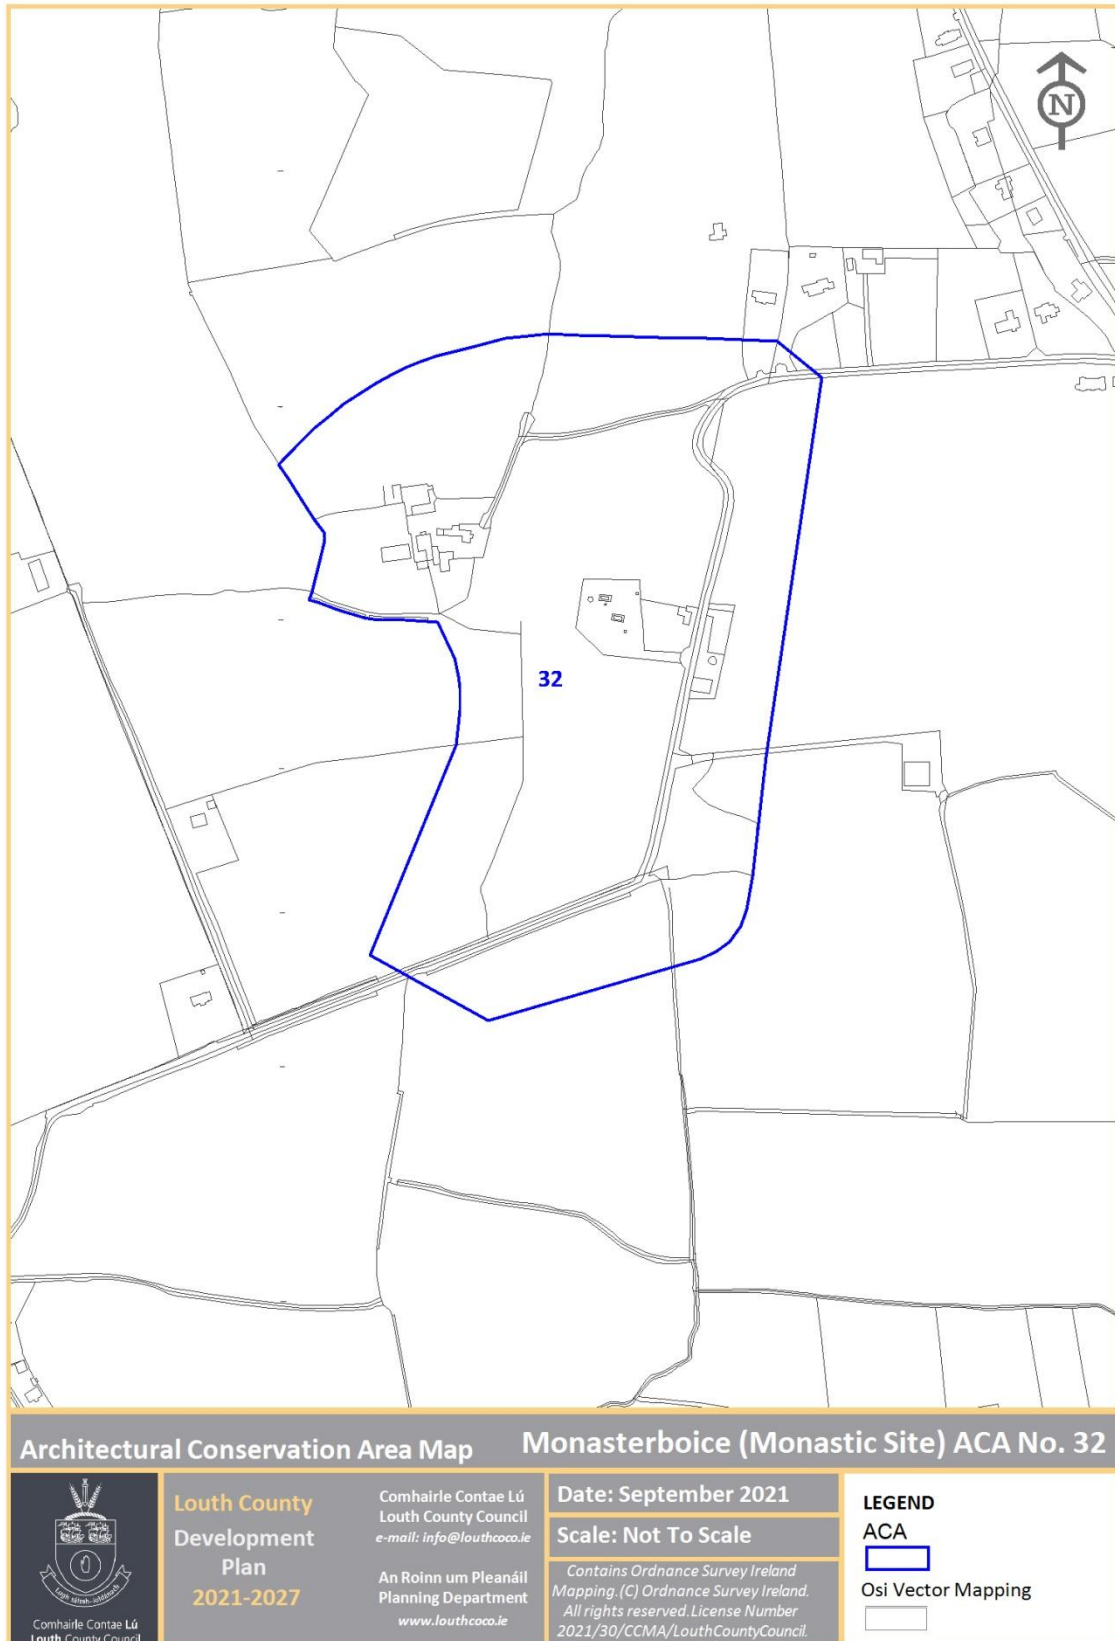 N
32
Architectural Conservation Area Map
Monasterboice (Monastic Site) ACA No. 32
Comhairle Contae Lú
Louth County Council
Louth County
Development
Plan
2021-2027
Comhairle Contae Lú
Louth County Council
e-mail: info@louthcoco.ie
An Roinn um Pleanáil
Planning Department
www.louthcoco.ie
Date: September 2021
Scale: Not To Scale
Contains Ordnance Survey Ireland
Mapping.(C) Ordnance Survey Ireland.
All rights reserved.License Number
2021/30/CCMA/LouthCountyCouncil.
LEGEND
ACA
Osi Vector Mapping